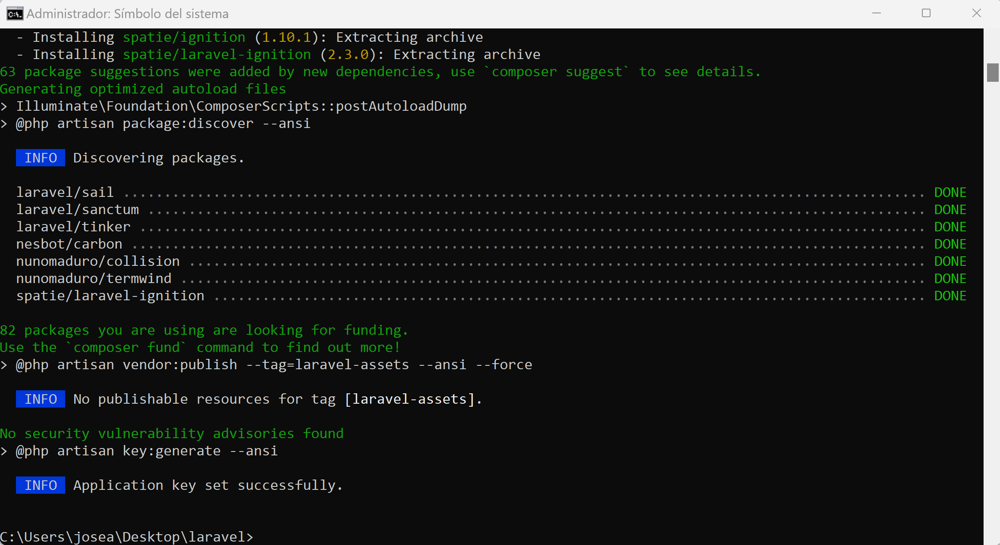 Administrador: Símbolo del sistema
- Installing spatie/ignition (1.10.1): Extracting archive
- Installing spatie/laravel-ignition (2.3.0): Extracting archive
63 package suggestions were added by new dependencies, use `composer suggest` to see details.
Generating optimized autoload files
> Illuminate\Foundation\ComposerScripts::postAutoloadDump
> @php artisan package:discover --ansi
INFO Discovering packages.
laravel/sail .................................................................................................. DONE
laravel/sanctum ............................................................................................... DONE
laravel/tinker ................................................................................................ DONE
nesbot/carbon ................................................................................................. DONE
nunomaduro/collision .......................................................................................... DONE
nunomaduro/termwind ........................................................................................... DONE
spatie/laravel-ignition ....................................................................................... DONE
82 packages you are using are looking for funding.
Use the `composer fund` command to find out more!
> @php artisan vendor:publish --tag=laravel-assets --ansi --force
INFO No publishable resources for tag [laravel-assets].
No security vulnerability advisories found
> @php artisan key:generate --ansi
INFO Application key set successfully.
C:\Users\josea\Desktop\laravel>